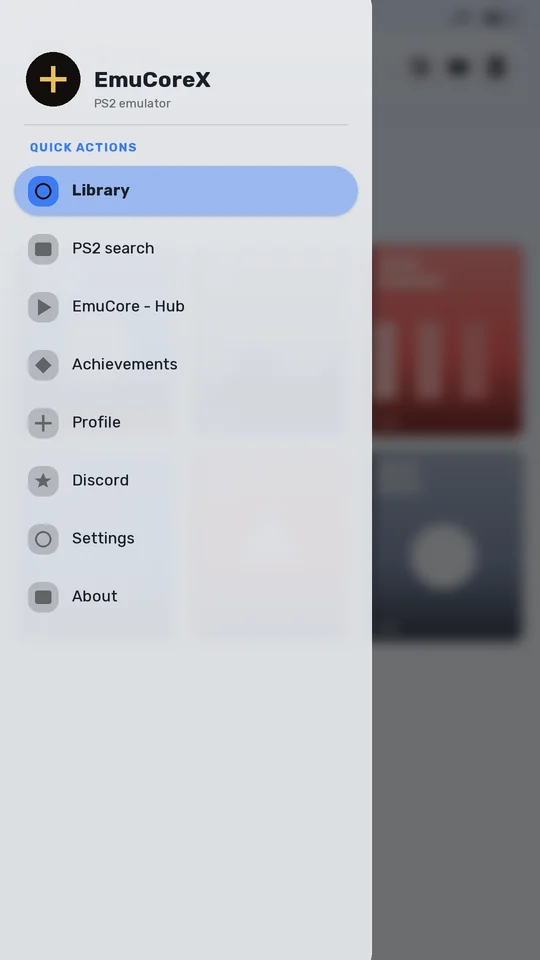 EmuCoreX
PS2 emulator
QUICK ACTIONS
Library
PS2 search
EmuCore - Hub
Achievements
Profile
Discord
Settings
About